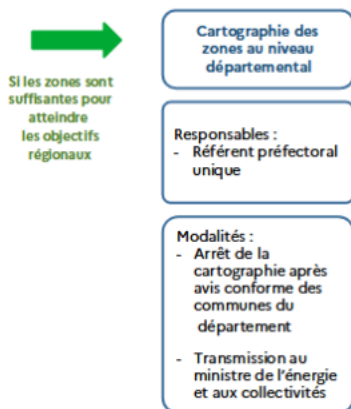 Si les zones sont
suffisantes pour
atteindre
les objectifs
régionaux
Cartographie des
zones au niveau
départemental
Responsables :
- Référent préfectoral
unique
Modalités :
- Arrêt de la
cartographie après
avis conforme des
communes du
département
- Transmission au
ministre de l'énergie
et aux collectivités